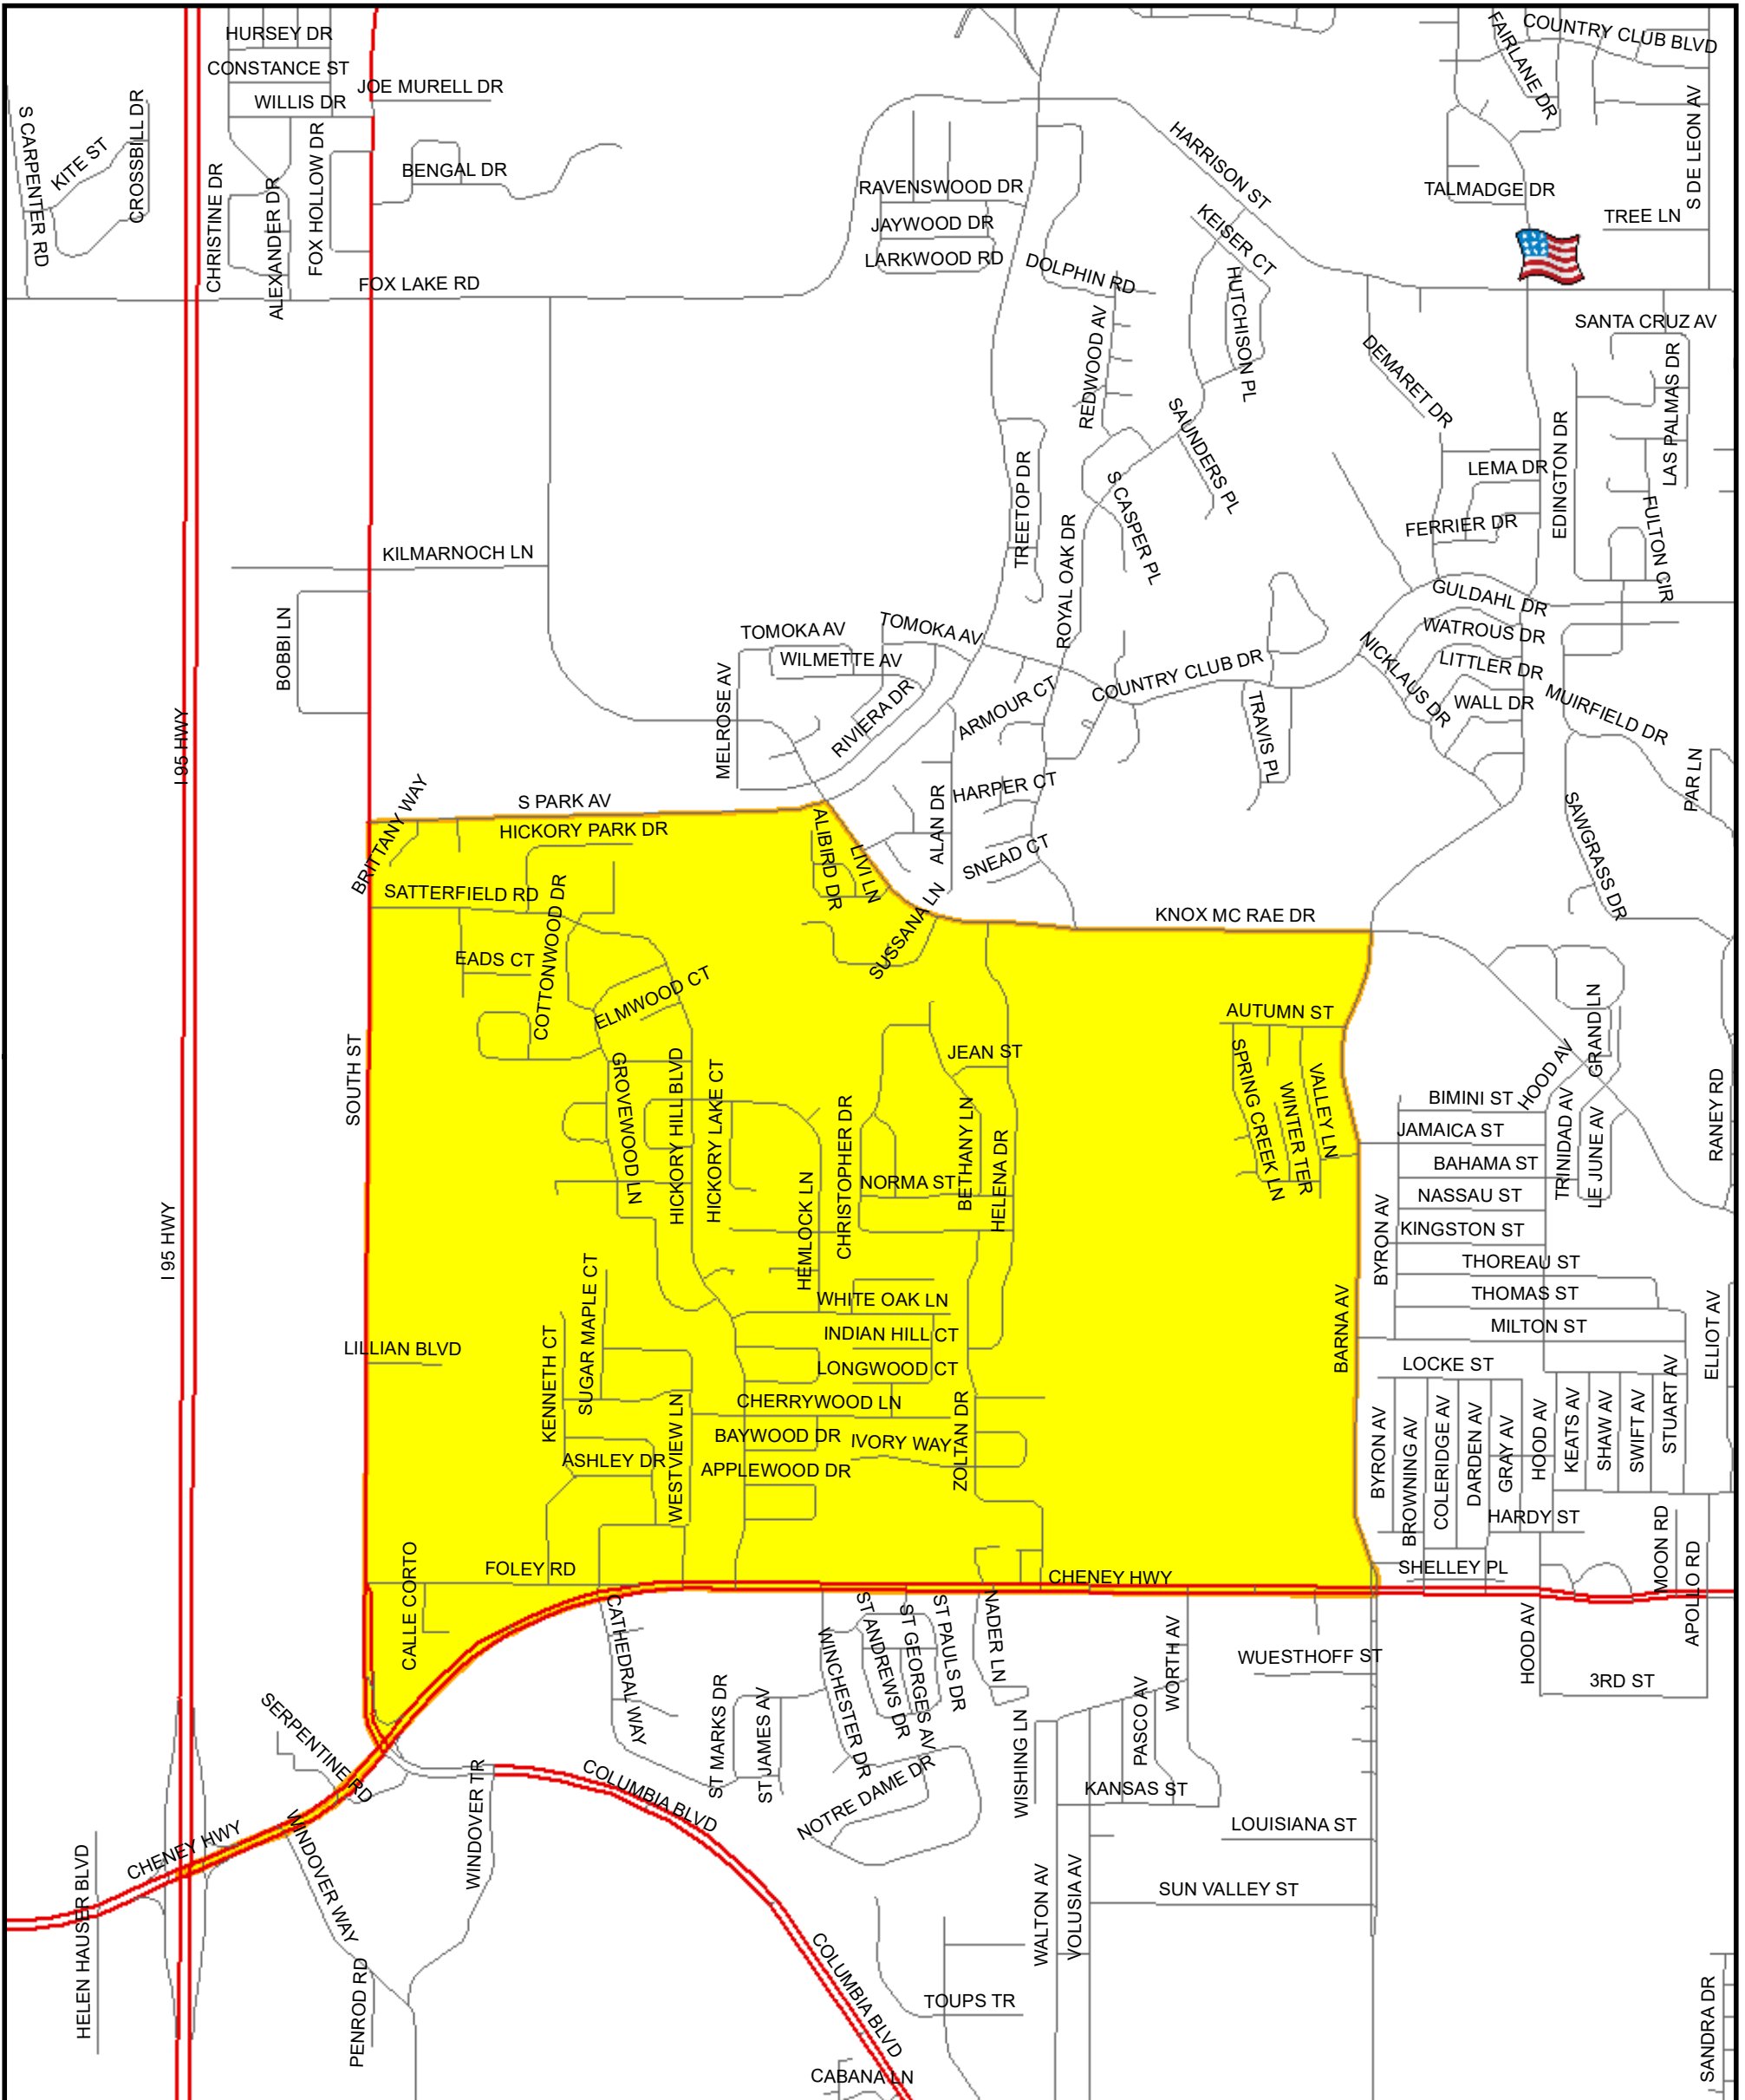 HURSEY DR
COUNTRY CLUB BLVD
FAIRLANE DR
CONSTANCE ST
JOE MURELL DR
WILLIS DR
S CARPENTER RD
KITE ST
CROSSBILL DR
CHRISTINE DR
ALEXANDER DR
FOX HOLLOW DR
BENGAL DR
HARRISON ST
S DE LEON AV
RAVENSWOOD DR
TALMADGE DR
JAYWOOD DR
KEISER CT
TREE LN
LARKWOOD RD
DOLPHIN RD
FOX LAKE RD
HUTCHISON PL
REDWOOD AV
SANTA CRUZ AV
DEMARET DR
LAS PALMAS DR
SAUNDERS PL
EDINGTON DR
TREETOP DR
LEMA DR
S CASPER PL
FERRIER DR
FULTON CIR
KILMARNOCH LN
ROYAL OAK DR
GULDAHL DR
BOBBI LN
TOMOKA AV
TOMOKA AV
WATROUS DR
WILMETTE AV
NICKLAUS DR
LITTLER DR
MELROSE AV
RIVIERA DR
ARMOUR CT
COUNTRY CLUB DR
TRAVIS PL
WALL DR
MUIRFIELD DR
I 95 HWY
PAR LN
HARPER CT
S PARK AV
BRITTANY WAY
HICKORY PARK DR
ALIBIRD DR
LIVI LN
ALAN DR
SNEAD CT
SAWGRASS DR
SATTERFIELD RD
SUSSANA LN
KNOX MC RAE DR
COTTONWOOD DR
EADS CT
ELMWOOD CT
AUTUMN ST
GRAND LN
SOUTH ST
GROVEWOOD LN
HICKORY HILL BLVD
HICKORY LAKE CT
JEAN ST
SPRING CREEK LN
WINTER TER
VALLEY LN
HOOD AV
RANEY RD
BIMINI ST
JAMAICA ST
TRINIDAD AV
LE JUNE AV
BAHAMA ST
CHRISTOPHER DR
BETHANY LN
HELENA DR
NORMA ST
HEMLOCK LN
NASSAU ST
I 95 HWY
BYRON AV
KINGSTON ST
THOREAU ST
SUGAR MAPLE CT
WHITE OAK LN
THOMAS ST
BARNA AV
MILTON ST
ELLIOT AV
LILLIAN BLVD
INDIAN HILL CT
KENNETH CT
LONGWOOD CT
LOCKE ST
CHERRYWOOD LN
WESTVIEW LN
ZOLTAN DR
BAYWOOD DR
IVORY WAY
ASHLEY DR
APPLEWOOD DR
BYRON AV
BROWNING AV
COLERIDGE AV
DARDEN AV
GRAY AV
HOOD AV
KEATS AV
SHAW AV
SWIFT AV
STUART AV
HARDY ST
MOON RD
APOLLO RD
CALLE CORTO
FOLEY RD
CHENEY HWY
SHELLEY PL
CATHEDRAL WAY
WINCHESTER DR
ST ANDREWS DR
ST GEORGES AV
ST PAULS DR
NADER LN
WORTH AV
WUESTHOFF ST
HOOD AV
3RD ST
SERPENTINE RD
ST MARKS DR
ST JAMES AV
PASCO AV
WISHING LN
WINDOVER TR
COLUMBIA BLVD
NOTRE DAME DR
KANSAS ST
LOUISIANA ST
CHENEY HWY
WINDOVER WAY
HELEN HAUSER BLVD
WALTON AV
VOLUSIA AV
SUN VALLEY ST
PENROD RD
COLUMBIA BLVD
TOUPS TR
SANDRA DR
CABANA LN